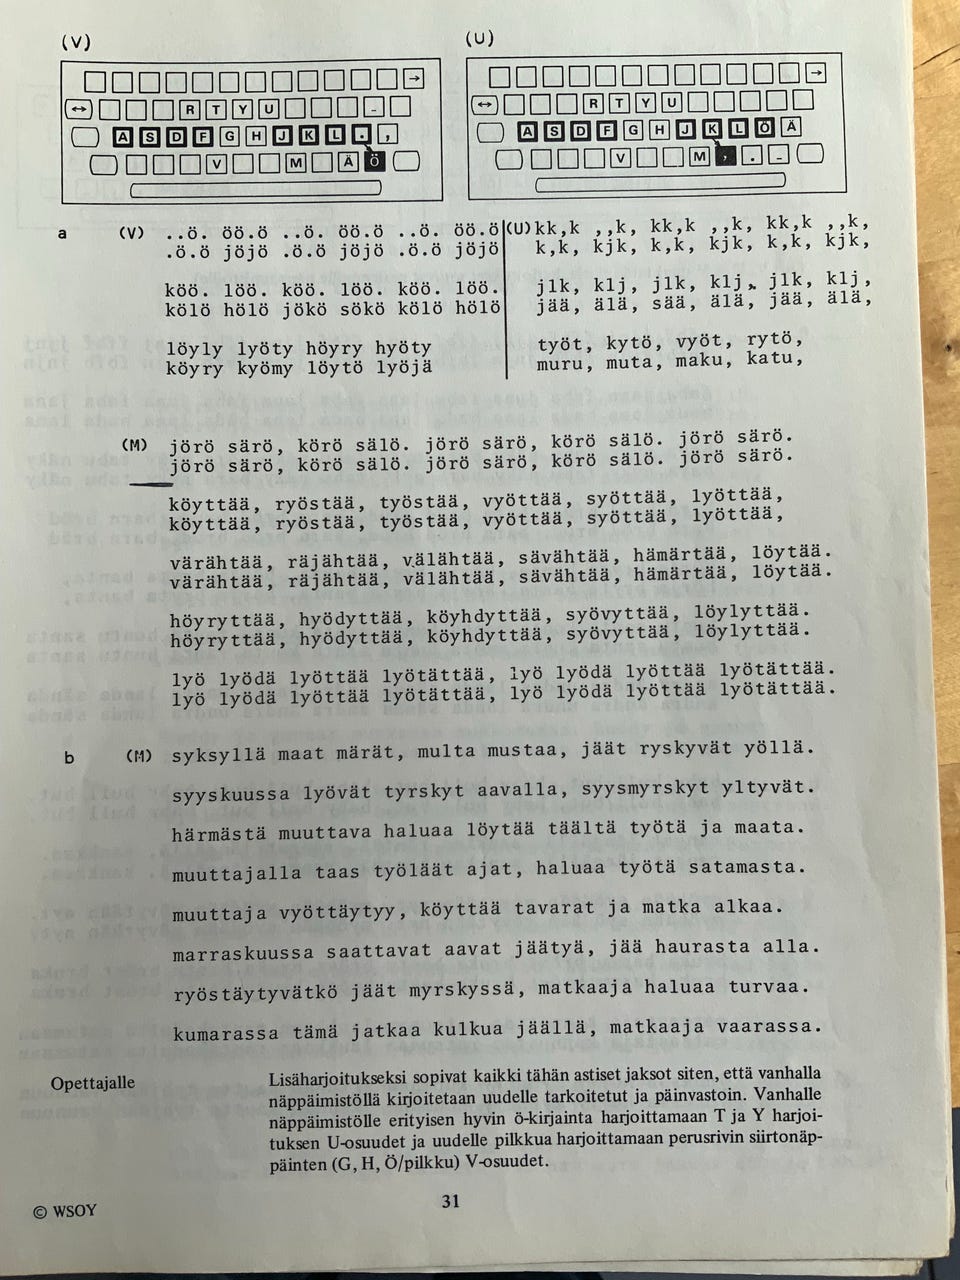 (V)
→
↔ R T Y U -
A S D F G H J K L . ,
V M Ä Ö
(U)
→
↔ R T Y U
A S D F G H J K L Ö Ä
V M , . -
a (V) ..ö. öö.ö ..ö. öö.ö ..ö. öö.ö
.ö.ö jöjö .ö.ö jöjö .ö.ö jöjö
köö. löö. köö. löö. köö. löö.
kölö hölö jökö sökö kölö hölö
löyly lyöty höyry hyöty
köyry kyömy löytö lyöjä
(U) kk,k ,,k, kk,k ,,k, kk,k ,,k,
k,k, kjk, k,k, kjk, k,k, kjk,
jlk, klj, jlk, klj, jlk, klj,
jää, älä, sää, älä, jää, älä,
työt, kytö, vyöt, rytö,
muru, muta, maku, katu,
(M) jörö särö, körö sälö. jörö särö, körö sälö. jörö särö.
jörö särö, körö sälö. jörö särö, körö sälö. jörö särö.
köyttää, ryöstää, työstää, vyöttää, syöttää, lyöttää,
köyttää, ryöstää, työstää, vyöttää, syöttää, lyöttää,
värähtää, räjähtää, välähtää, sävähtää, hämärtää, löytää.
värähtää, räjähtää, välähtää, sävähtää, hämärtää, löytää.
höyryttää, hyödyttää, köyhdyttää, syövyttää, löylyttää.
höyryttää, hyödyttää, köyhdyttää, syövyttää, löylyttää.
lyö lyödä lyöttää lyötättää, lyö lyödä lyöttää lyötättää.
lyö lyödä lyöttää lyötättää, lyö lyödä lyöttää lyötättää.
b (M) syksyllä maat märät, multa mustaa, jäät ryskyvät yöllä.
syyskuussa lyövät tyrskyt aavalla, syysmyrskyt yltyvät.
härmästä muuttava haluaa löytää täältä työtä ja maata.
muuttajalla taas työläät ajat, haluaa työtä satamasta.
muuttaja vyöttäytyy, köyttää tavarat ja matka alkaa.
marraskuussa saattavat aavat jäätyä, jää haurasta alla.
ryöstäytyvätkö jäät myrskyssä, matkaaja haluaa turvaa.
kumarassa tämä jatkaa kulkua jäällä, matkaaja vaarassa.
Opettajalle
Lisäharjoitukseksi sopivat kaikki tähän astiset jaksot siten, että vanhalla
näppäimistöllä kirjoitetaan uudelle tarkoitetut ja päinvastoin. Vanhalle
näppäimistölle erityisen hyvin ö-kirjainta harjoittamaan T ja Y harjoi-
tuksen U-osuudet ja uudelle pilkkua harjoittamaan perusrivin siirtonäp-
päinten (G, H, Ö/pilkku) V-osuudet.
© WSOY
31